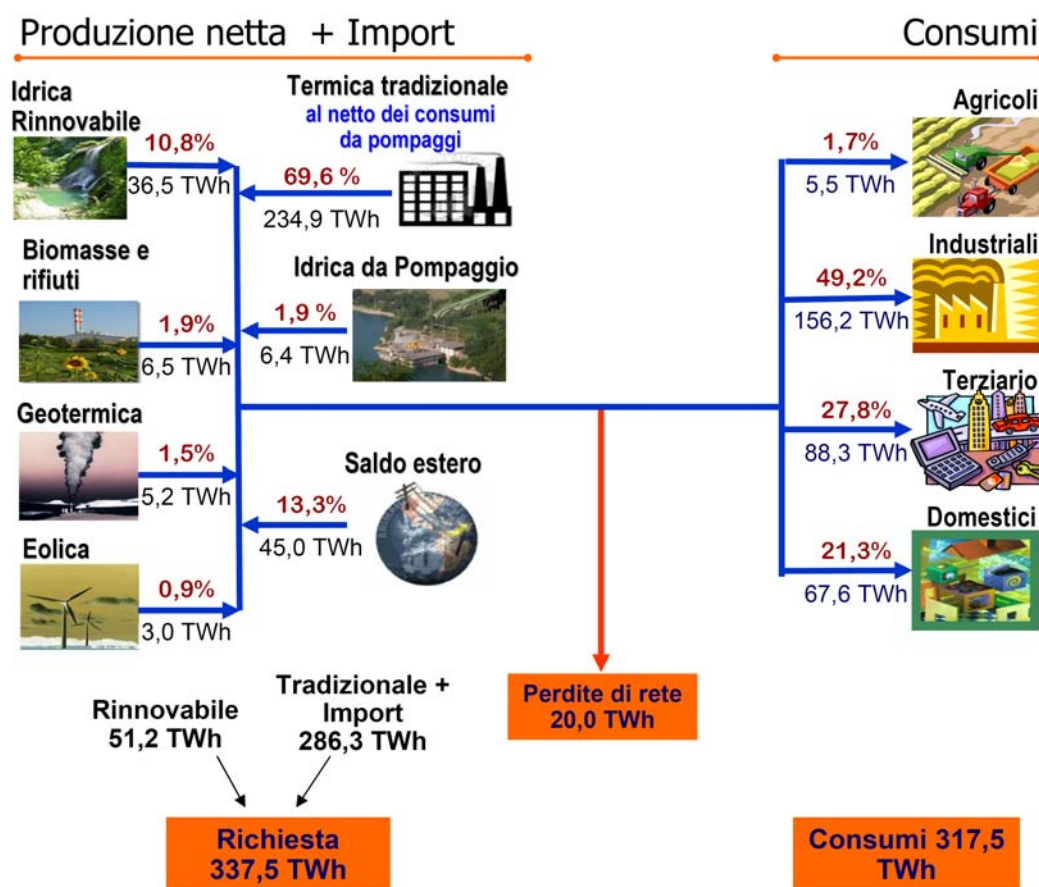 Produzione netta + Import
Idrica
Rinnovabile
10,8%
36,5 TWh
Biomasse e
rifiuti
1,9%
6,5 TWh
Geotermica
1,5%
5,2 TWh
Eolica
0,9%
3,0 TWh
Termica tradizionale
al netto dei consumi
da pompaggi
69,6 %
234,9 TWh
Idrica da Pompaggio
1,9 %
6,4 TWh
Saldo estero
13,3%
45,0 TWh
Rinnovabile
51,2 TWh
Tradizionale +
Import
286,3 TWh
Richiesta
337,5 TWh
Perdite di rete
20,0 TWh
Consumi
Agricoli
1,7%
5,5 TWh
Industriali
49,2%
156,2 TWh
Terziario
27,8%
88,3 TWh
Domestici
21,3%
67,6 TWh
Consumi 317,5
TWh